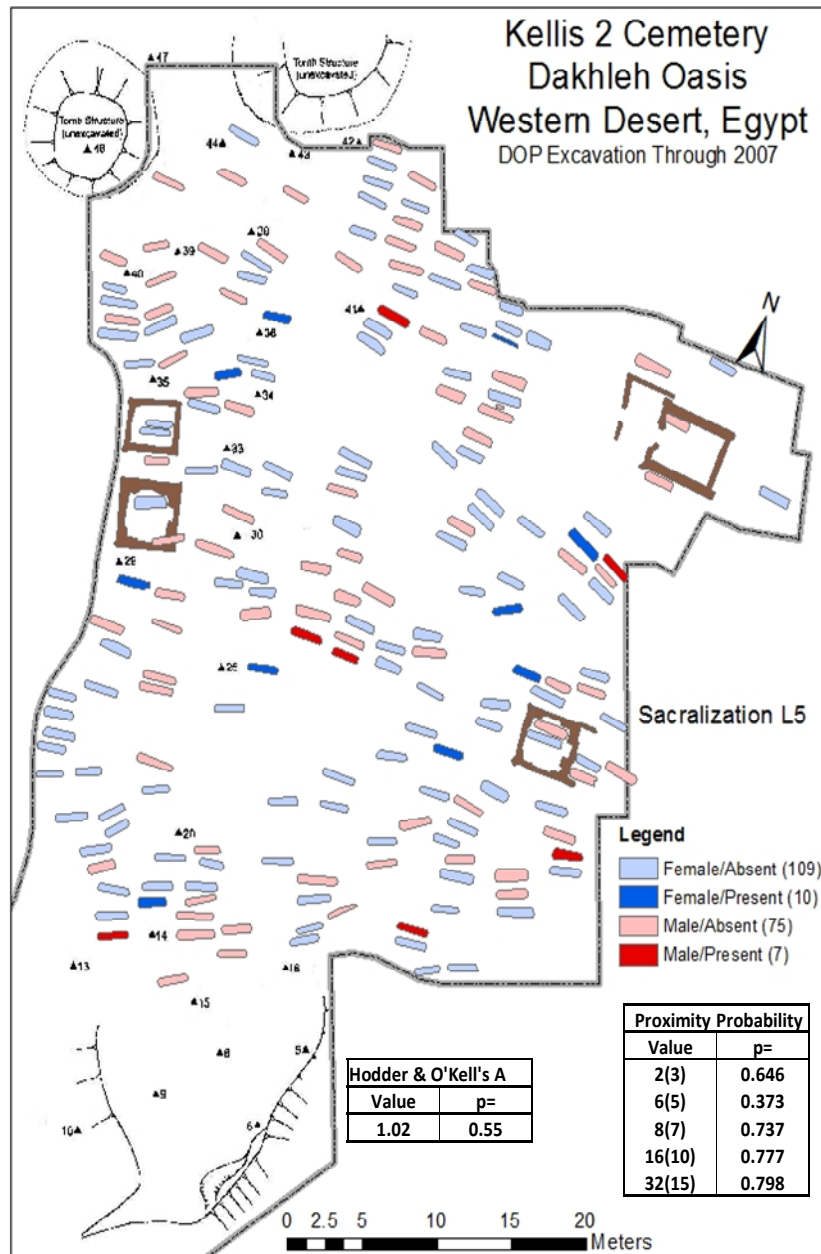 Kellis 2 Cemetery
Dakhleh Oasis
Western Desert, Egypt
DOP Excavation Through 2007
Tomb Structure
(unexcavated)
Tomb Structure
(unexcavated)
47
48
44
43
42
39
38
40
41
36
35
34
33
30
28
26
20
14
13
16
15
8
5
9
10
6
N
Sacralization L5
Legend
Female/Absent (109)
Female/Present (10)
Male/Absent (75)
Male/Present (7)
Hodder & O'Kell's A
Value p=
1.02 0.55
Proximity Probability
Value p=
2(3) 0.646
6(5) 0.373
8(7) 0.737
16(10) 0.777
32(15) 0.798
0 2.5 5 10 15 20
Meters